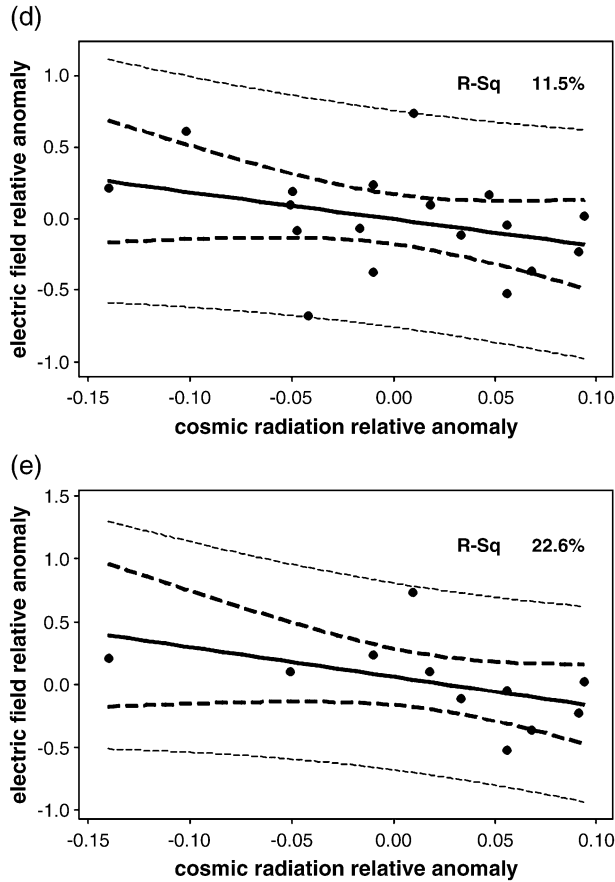 (d)
R-Sq 11.5%
1.0
0.5
0.0
-0.5
-1.0
electric field relative anomaly
-0.15 -0.10 -0.05 0.00 0.05 0.10
cosmic radiation relative anomaly
(e)
R-Sq 22.6%
1.5
1.0
0.5
0.0
-0.5
-1.0
electric field relative anomaly
-0.15 -0.10 -0.05 0.00 0.05 0.10
cosmic radiation relative anomaly